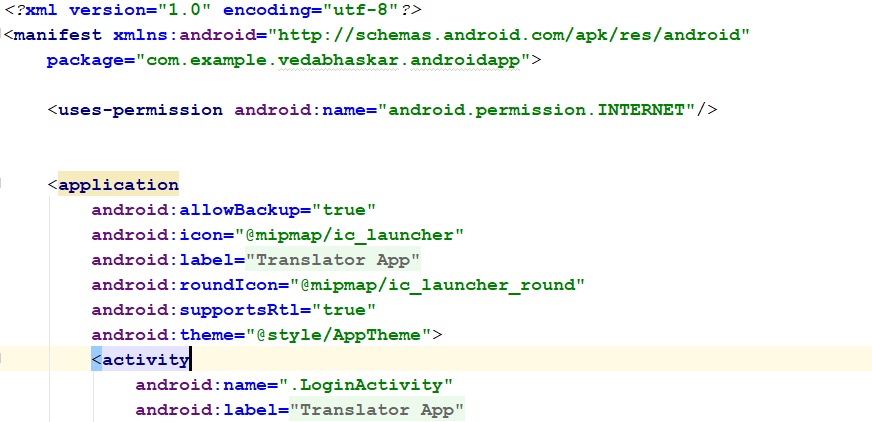 <?xml version="1.0" encoding="utf-8"?>
<manifest xmlns:android="http://schemas.android.com/apk/res/android"
    package="com.example.vedabhaskar.androidapp">
    <uses-permission android:name="android.permission.INTERNET"/>
    <application
        android:allowBackup="true"
        android:icon="@mipmap/ic_launcher"
        android:label="Translator App"
        android:roundIcon="@mipmap/ic_launcher_round"
        android:supportsRtl="true"
        android:theme="@style/AppTheme">
        <activity
            android:name=".LoginActivity"
            android:label="Translator App"